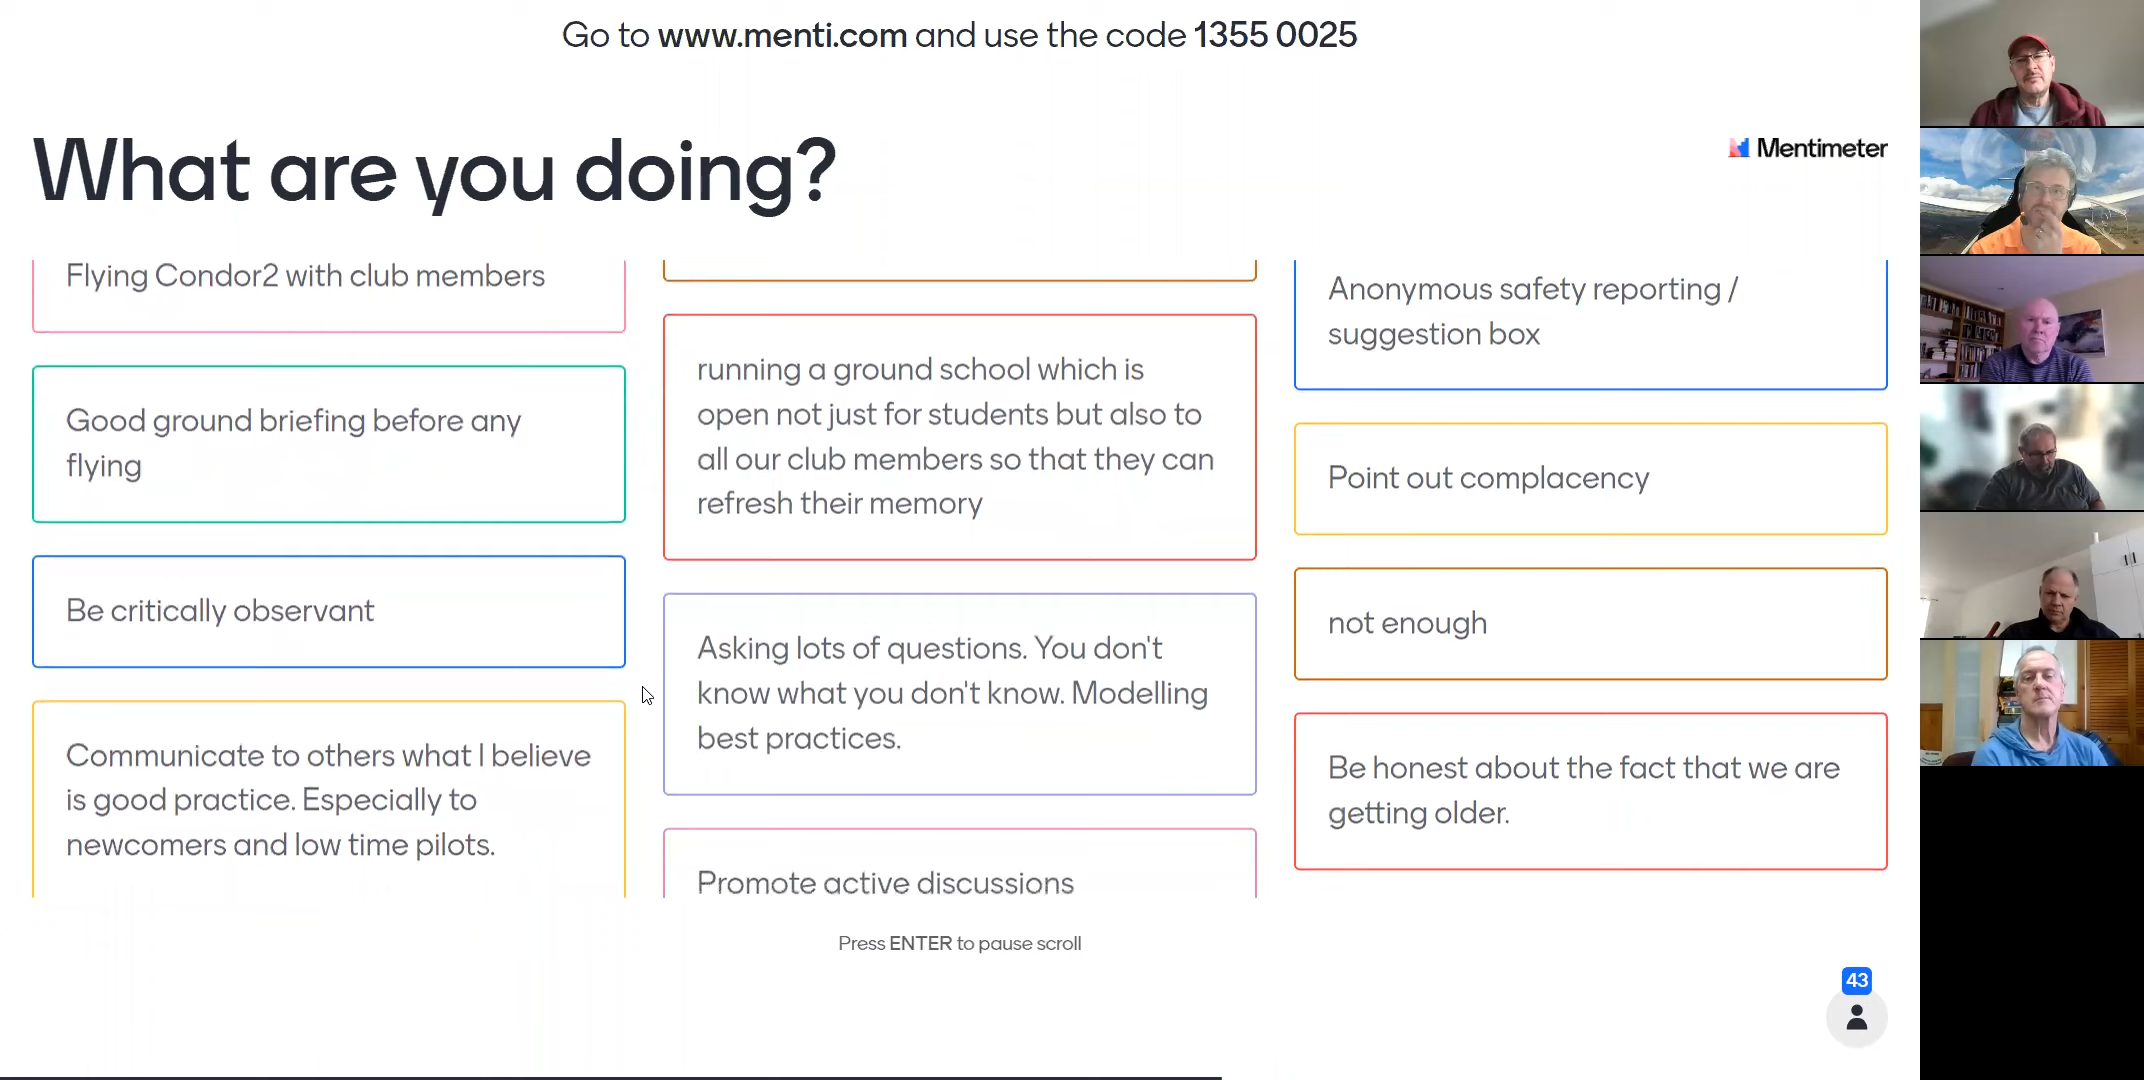 Go to www.menti.com and use the code 1355 0025
What are you doing?
Mentimeter
Flying Condor2 with club members
Good ground briefing before any
flying
Be critically observant
Communicate to others what I believe
is good practice. Especially to
newcomers and low time pilots.
running a ground school which is
open not just for students but also to
all our club members so that they can
refresh their memory
Asking lots of questions. You don't
know what you don't know. Modelling
best practices.
Promote active discussions
Anonymous safety reporting /
suggestion box
Point out complacency
not enough
Be honest about the fact that we are
getting older.
Press ENTER to pause scroll
43